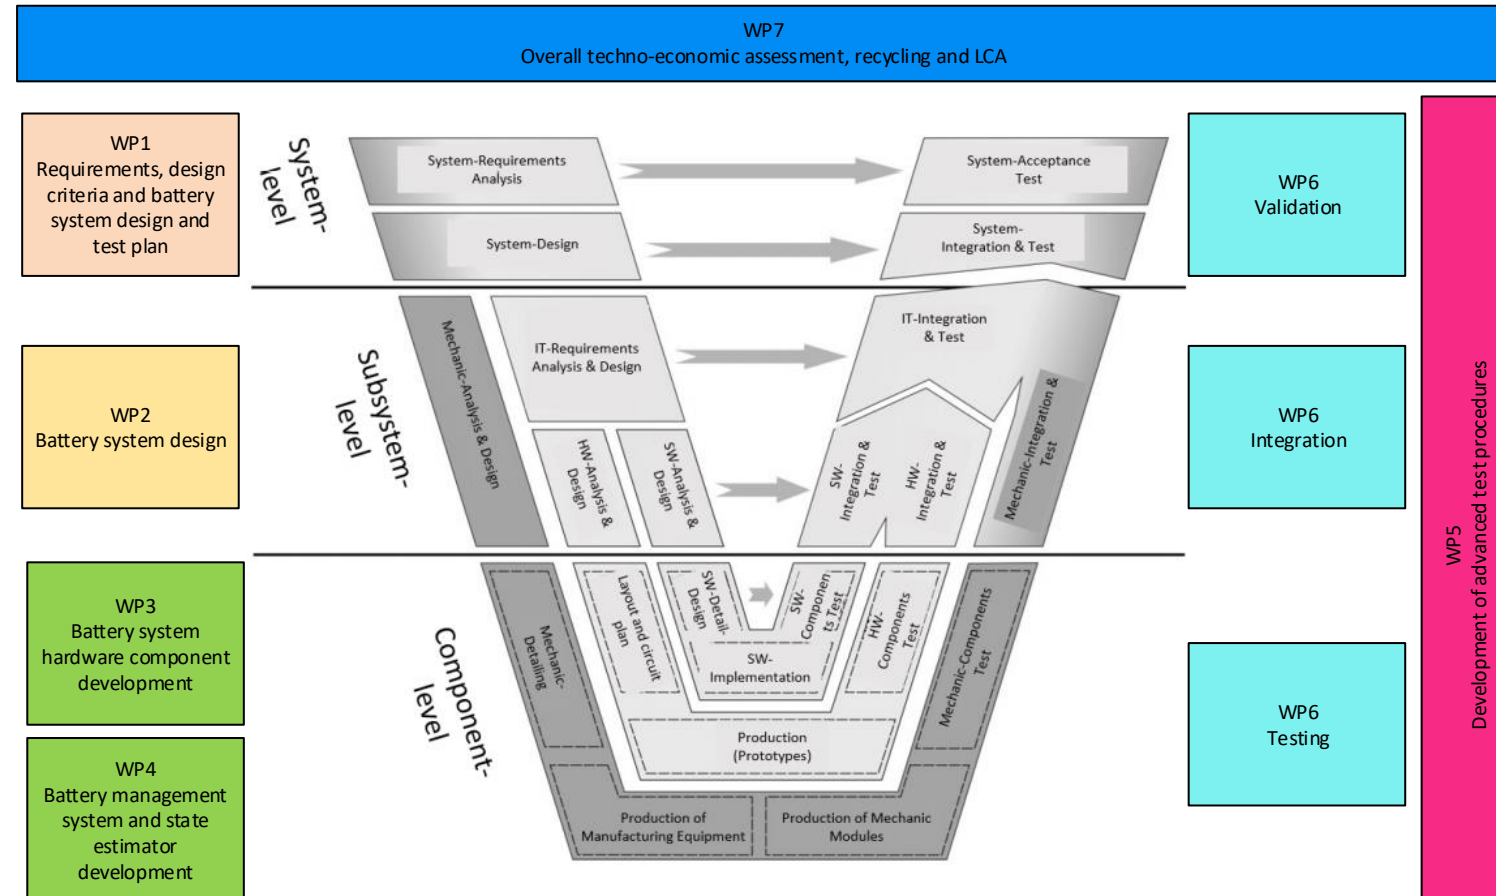 WP7
Overall techno-economic assessment, recycling and LCA
WP1
Requirements, design
criteria and battery
system design and
test plan
System-
level
System-Requirements
Analysis
System-Acceptance
Test
WP6
Validation
System-Design
System-
Integration & Test
WP2
Battery system design
Subsystem-
level
Mechanic-Analysis & Design
IT-Requirements
Analysis & Design
IT-Integration
& Test
HW-Analysis &
Design
SW-Analysis &
Design
SW-
Integration &
Test
HW-
Integration &
Test
Mechanic-Integration &
Test
WP6
Integration
WP5
Development of advanced test procedures
WP3
Battery system
hardware component
development
WP4
Battery management
system and state
estimator
development
Component-
level
Mechanic-
Detailing
Layout and circuit
plan
SW-Detail-
Design
SW-
Componen
ts Test
HW-
Components
Test
Mechanic-Components
Test
SW-
Implementation
Production
(Prototypes)
Production of
Manufacturing Equipment
Production of Mechanic
Modules
WP6
Testing